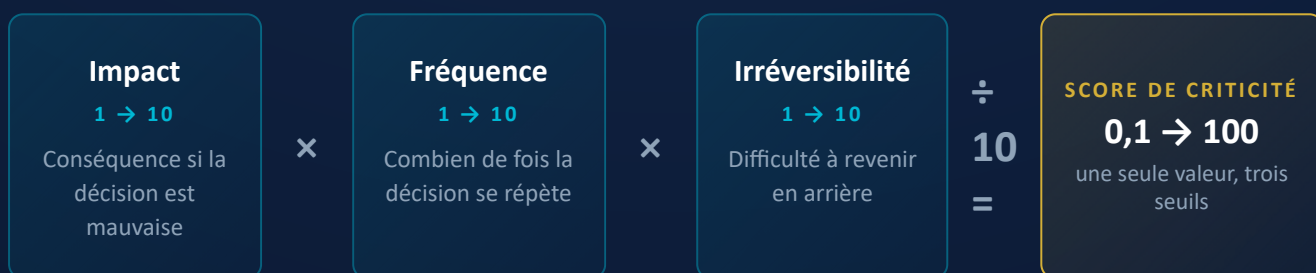 Impact
1 → 10
Conséquence si la
décision est
mauvaise
×
Fréquence
1 → 10
Combien de fois la
décision se répète
×
Irréversibilité
1 → 10
Difficulté à revenir
en arrière
÷
10
=
SCORE DE CRITICITÉ
0,1 → 100
une seule valeur, trois
seuils